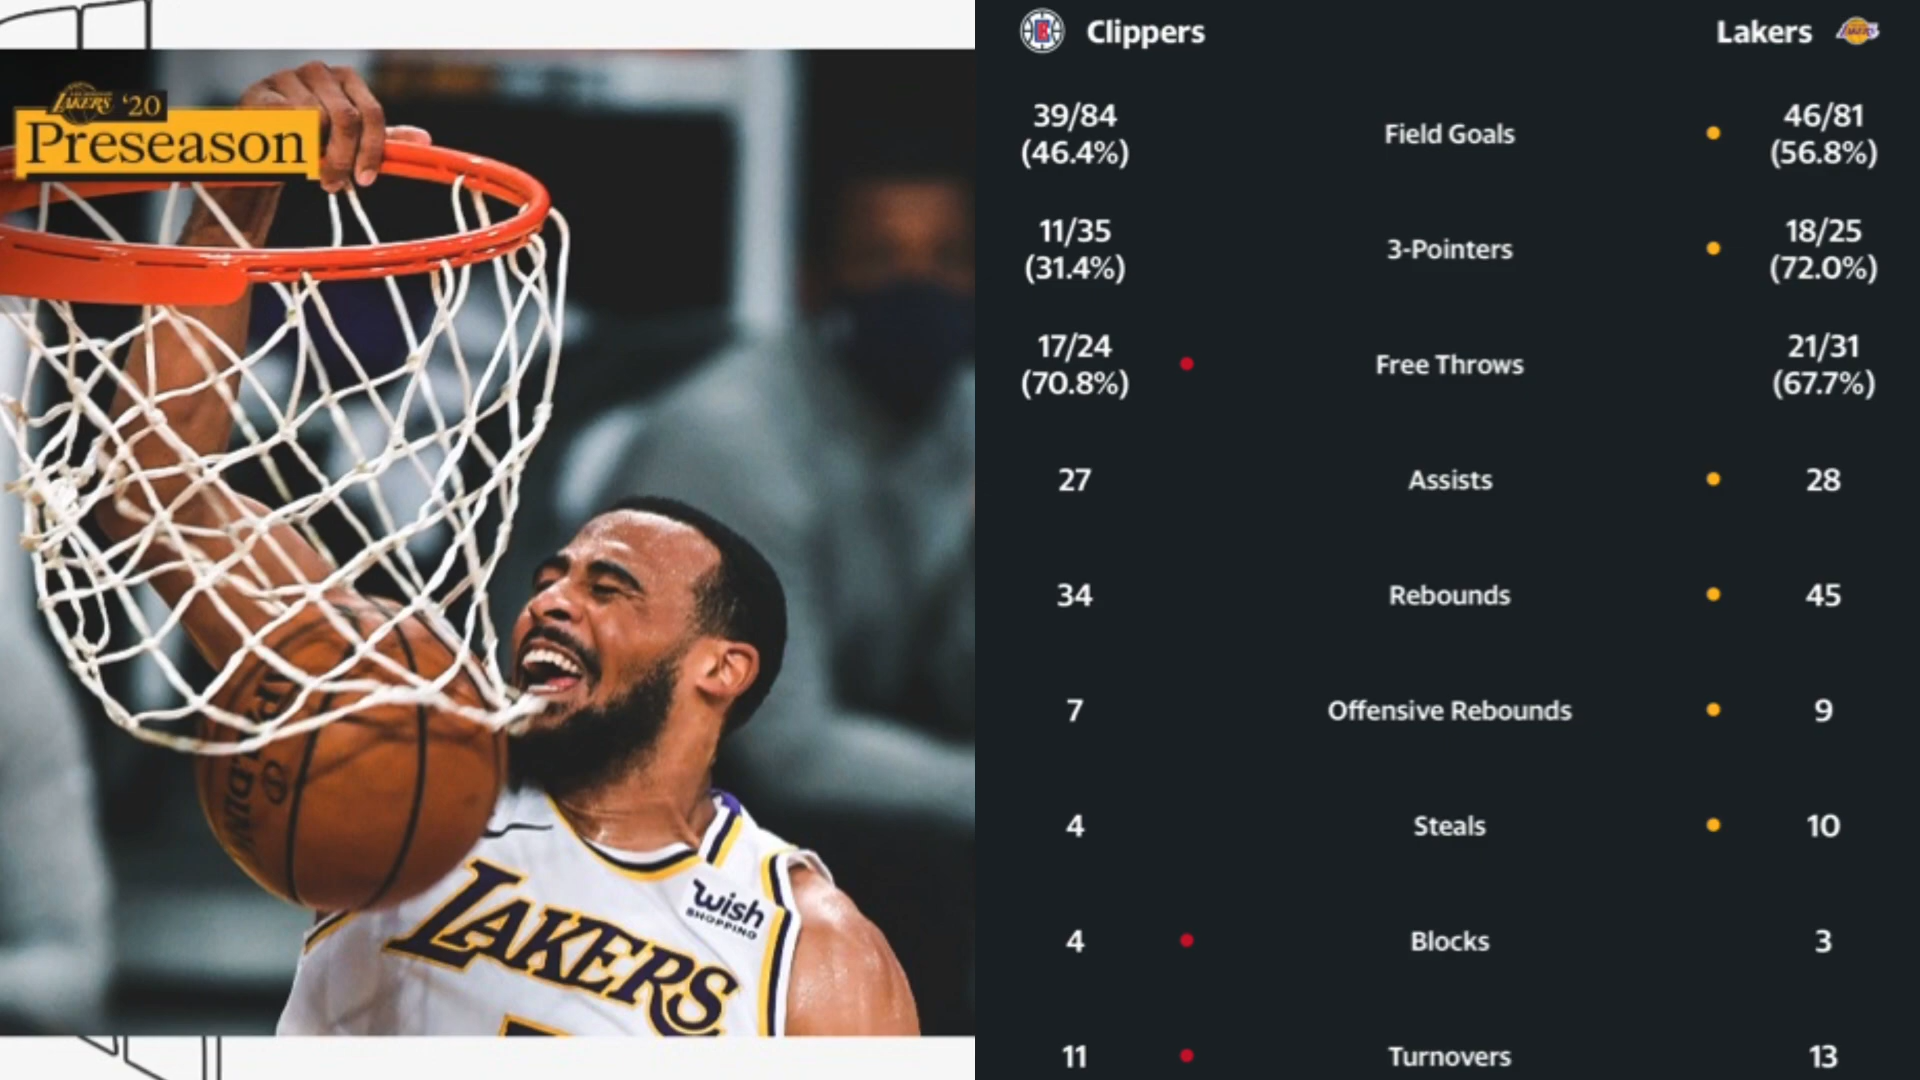 LAKERS '20
Preseason
SPALDING
wish
SHOPPING
LAKERS
Clippers
Lakers
39/84
(46.4%)
Field Goals
46/81
(56.8%)
11/35
(31.4%)
3-Pointers
18/25
(72.0%)
17/24
(70.8%)
Free Throws
21/31
(67.7%)
27
Assists
28
34
Rebounds
45
7
Offensive Rebounds
9
4
Steals
10
4
Blocks
3
11
Turnovers
13